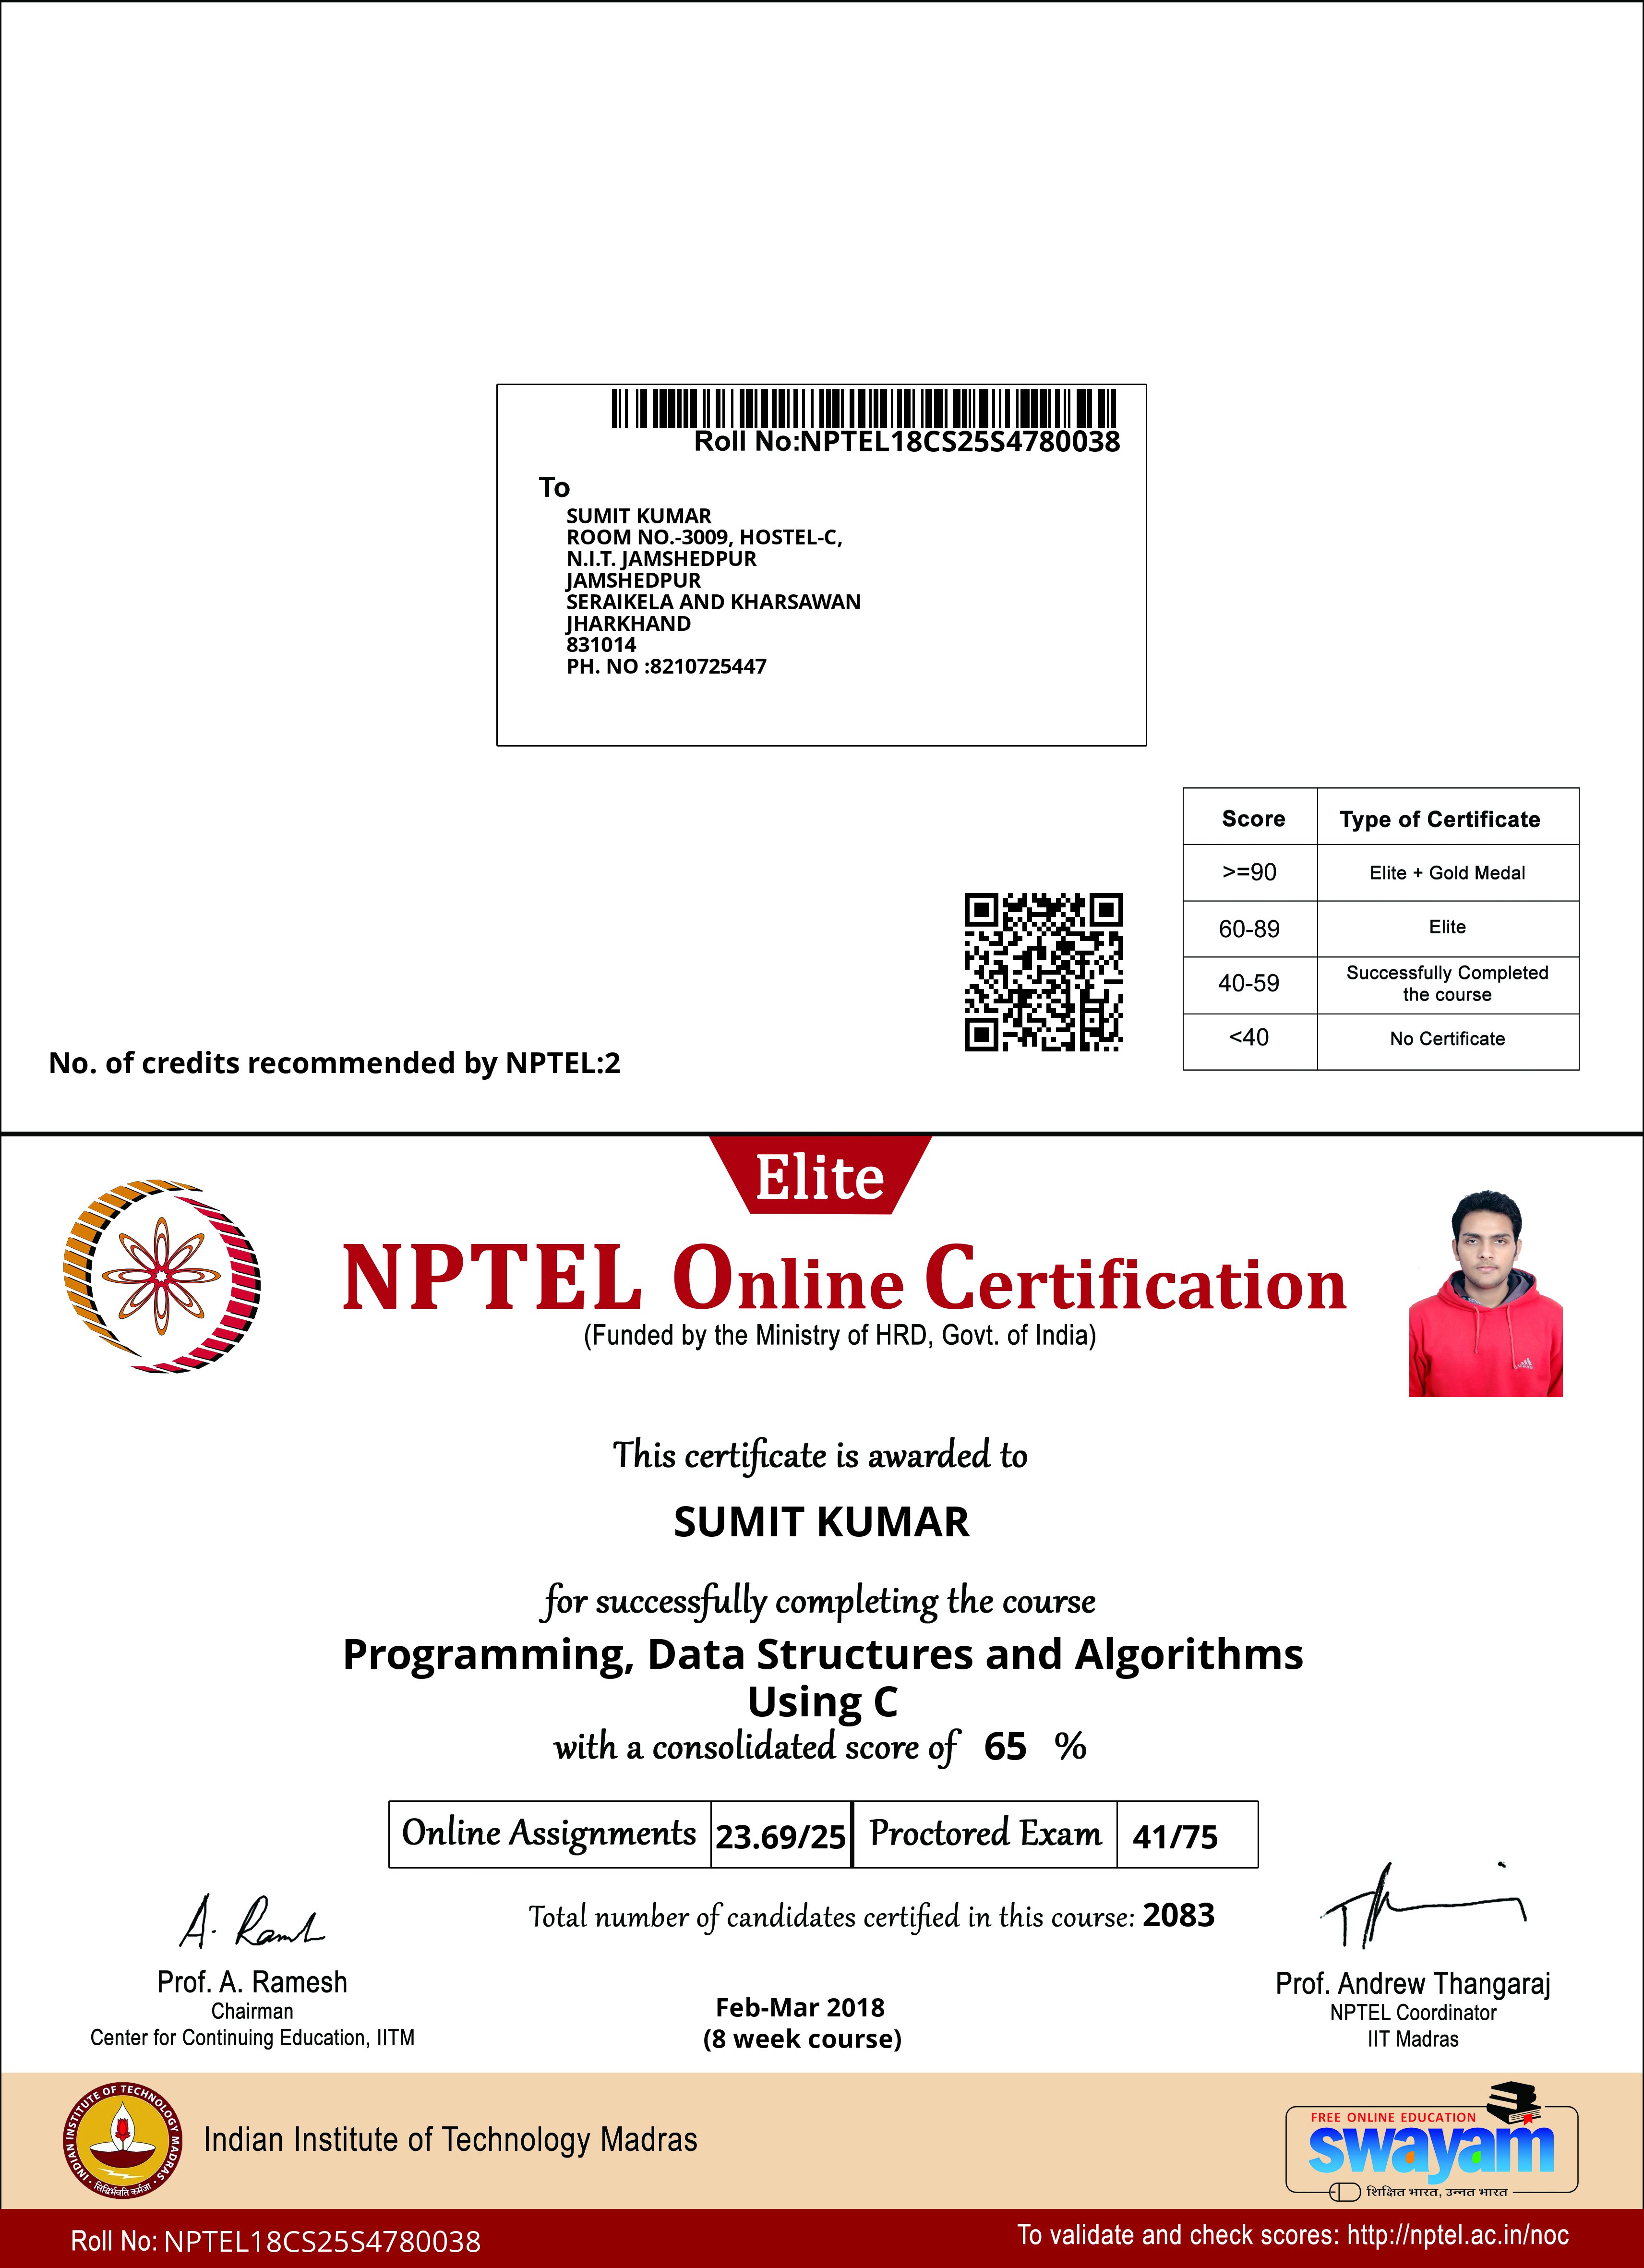 Roll No:NPTEL18CS25S4780038
To
SUMIT KUMAR
ROOM NO.-3009, HOSTEL-C,
N.I.T. JAMSHEDPUR
JAMSHEDPUR
SERAIKELA AND KHARSAWAN
JHARKHAND
831014
PH. NO :8210725447
Score Type of Certificate
>=90 Elite + Gold Medal
60-89 Elite
40-59 Successfully Completed
the course
<40 No Certificate
No. of credits recommended by NPTEL:2
Elite
NPTEL Online Certification
(Funded by the Ministry of HRD, Govt. of India)
This certificate is awarded to
SUMIT KUMAR
for successfully completing the course
Programming, Data Structures and Algorithms
Using C
with a consolidated score of 65 %
Online Assignments 23.69/25 Proctored Exam 41/75
Total number of candidates certified in this course: 2083
A. Ramesh
Prof. A. Ramesh
Chairman
Center for Continuing Education, IITM
Feb-Mar 2018
(8 week course)
Prof. Andrew Thangaraj
NPTEL Coordinator
IIT Madras
INDIAN INSTITUTE OF TECHNOLOGY MADRAS
सिद्धिर्भवति कर्मजा
Indian Institute of Technology Madras
FREE ONLINE EDUCATION
swayam
शिक्षित भारत, उन्नत भारत
Roll No: NPTEL18CS25S4780038
To validate and check scores: http://nptel.ac.in/noc